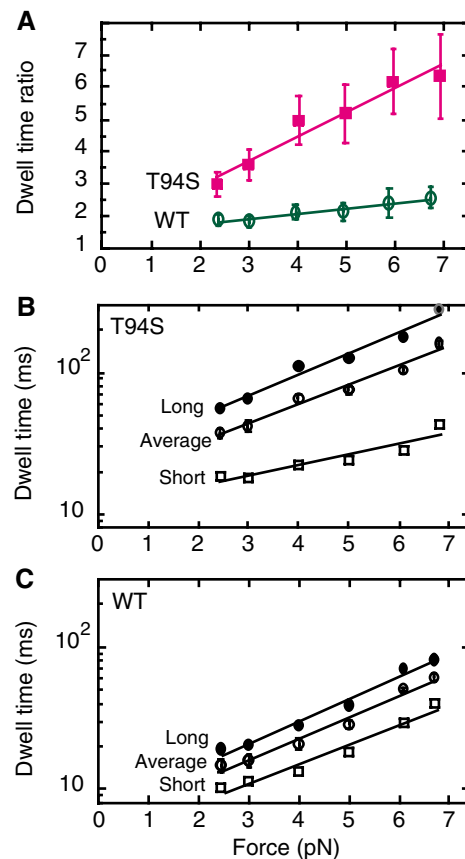 A
Dwell time ratio
7
6
5
4
3
2
1
T94S
WT
0 1 2 3 4 5 6 7
B
T94S
Dwell time (ms)
10²
10
Long
Average
Short
0 1 2 3 4 5 6 7
C
WT
Dwell time (ms)
10²
10
Long
Average
Short
0 1 2 3 4 5 6 7
Force (pN)